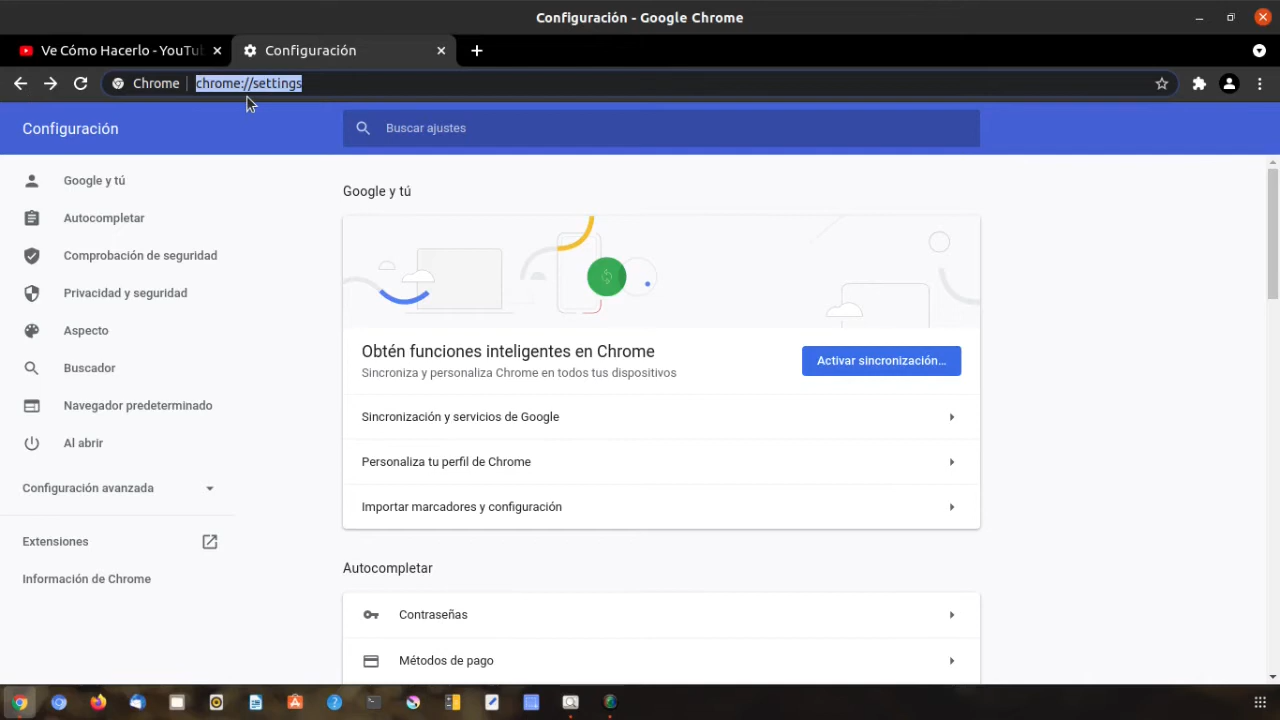 Configuración - Google Chrome
Ve Cómo Hacerlo - YouTu
Configuración
Chrome
chrome://settings
Configuración
Buscar ajustes
Google y tú
Autocompletar
Comprobación de seguridad
Privacidad y seguridad
Aspecto
Buscador
Navegador predeterminado
Al abrir
Configuración avanzada
Extensiones
Información de Chrome
Google y tú
Obtén funciones inteligentes en Chrome
Sincroniza y personaliza Chrome en todos tus dispositivos
Activar sincronización...
Sincronización y servicios de Google
Personaliza tu perfil de Chrome
Importar marcadores y configuración
Autocompletar
Contraseñas
Métodos de pago